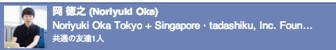 岡 徳之 (Noriyuki Oka)
Noriyuki Oka Tokyo + Singapore · tadashiku, Inc. Foun...
共通の友達1人